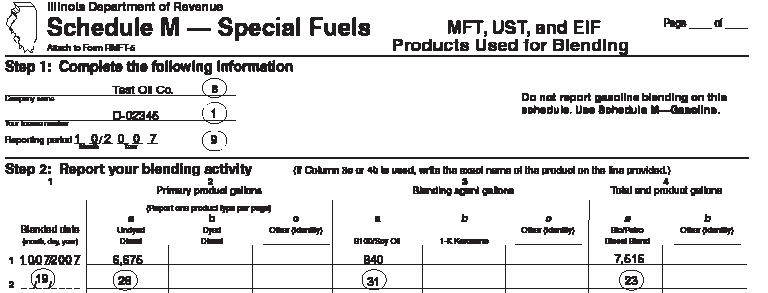 Illinois Department of Revenue
Schedule M — Special Fuels
Attach to Form RMFT-5
MFT, UST, and EIF
Products Used for Blending
Page ____ of ____
Step 1: Complete the following information
Test Oil Co. 8
Company name
D-02345 1
Your license number
Reporting period 1 0/2 0 0 7 9
Month Year
Do not report gasoline blending on this
schedule. Use Schedule M—Gasoline.
Step 2: Report your blending activity (If Column 3c or 4b is used, write the exact name of the product on the line provided.)
1 2 3 4
Primary product gallons Blending agent gallons Total end product gallons
(Report one product type per page)
a b c a b c a b
Blended date Undyed Dyed Other (identify) B100/Soy Oil 1-K Kerosene Other (identify) Bio/Petro Other (identify)
(month, day, year) Diesel Diesel Diesel Blend
1 10072007 6,675 840 7,515
2 19 28 31 23